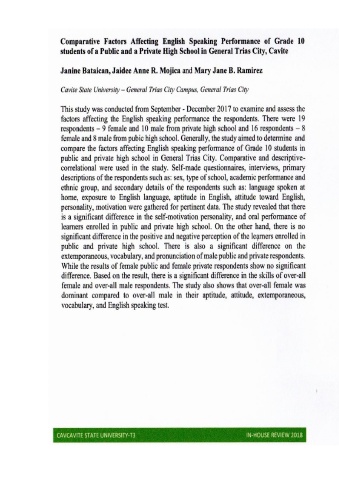 Comparative Factors Affecting English Speaking Performance of Grade 10
students of a Public and a Private High School in General Trias City, Cavite
Janine Bataican, Jaidee Anne R. Mojica and Mary Jane B. Ramirez
Cavite State University – General Trias City Campus, General Trias City
This study was conducted from September - December 2017 to examine and assess the
factors affecting the English speaking performance the respondents. There were 19
respondents – 9 female and 10 male from private high school and 16 respondents – 8
female and 8 male from pubic high school. Generally, the study aimed to determine and
compare the factors affecting English speaking performance of Grade 10 students in
public and private high school in General Trias City. Comparative and descriptive-
correlational were used in the study. Self-made questionnaires, interviews, primary
descriptions of the respondents such as: sex, type of school, academic performance and
ethnic group, and secondary details of the respondents such as: language spoken at
home, exposure to English language, aptitude in English, attitude toward English,
personality, motivation were gathered for pertinent data. The study revealed that there
is a significant difference in the self-motivation personality, and oral performance of
learners enrolled in public and private high school. On the other hand, there is no
significant difference in the positive and negative perception of the learners enrolled in
public and private high school. There is also a significant difference on the
extemporaneous, vocabulary, and pronunciation of male public and private respondents.
While the results of female public and female private respondents show no significant
difference. Based on the result, there is a significant difference in the skills of over-all
female and over-all male respondents. The study also shows that over-all female was
dominant compared to over-all male in their aptitude, attitude, extemporaneous,
vocabulary, and English speaking test.
CAVCAVITE STATE UNIVERSITY-T3 IN-HOUSE REVIEW 2018